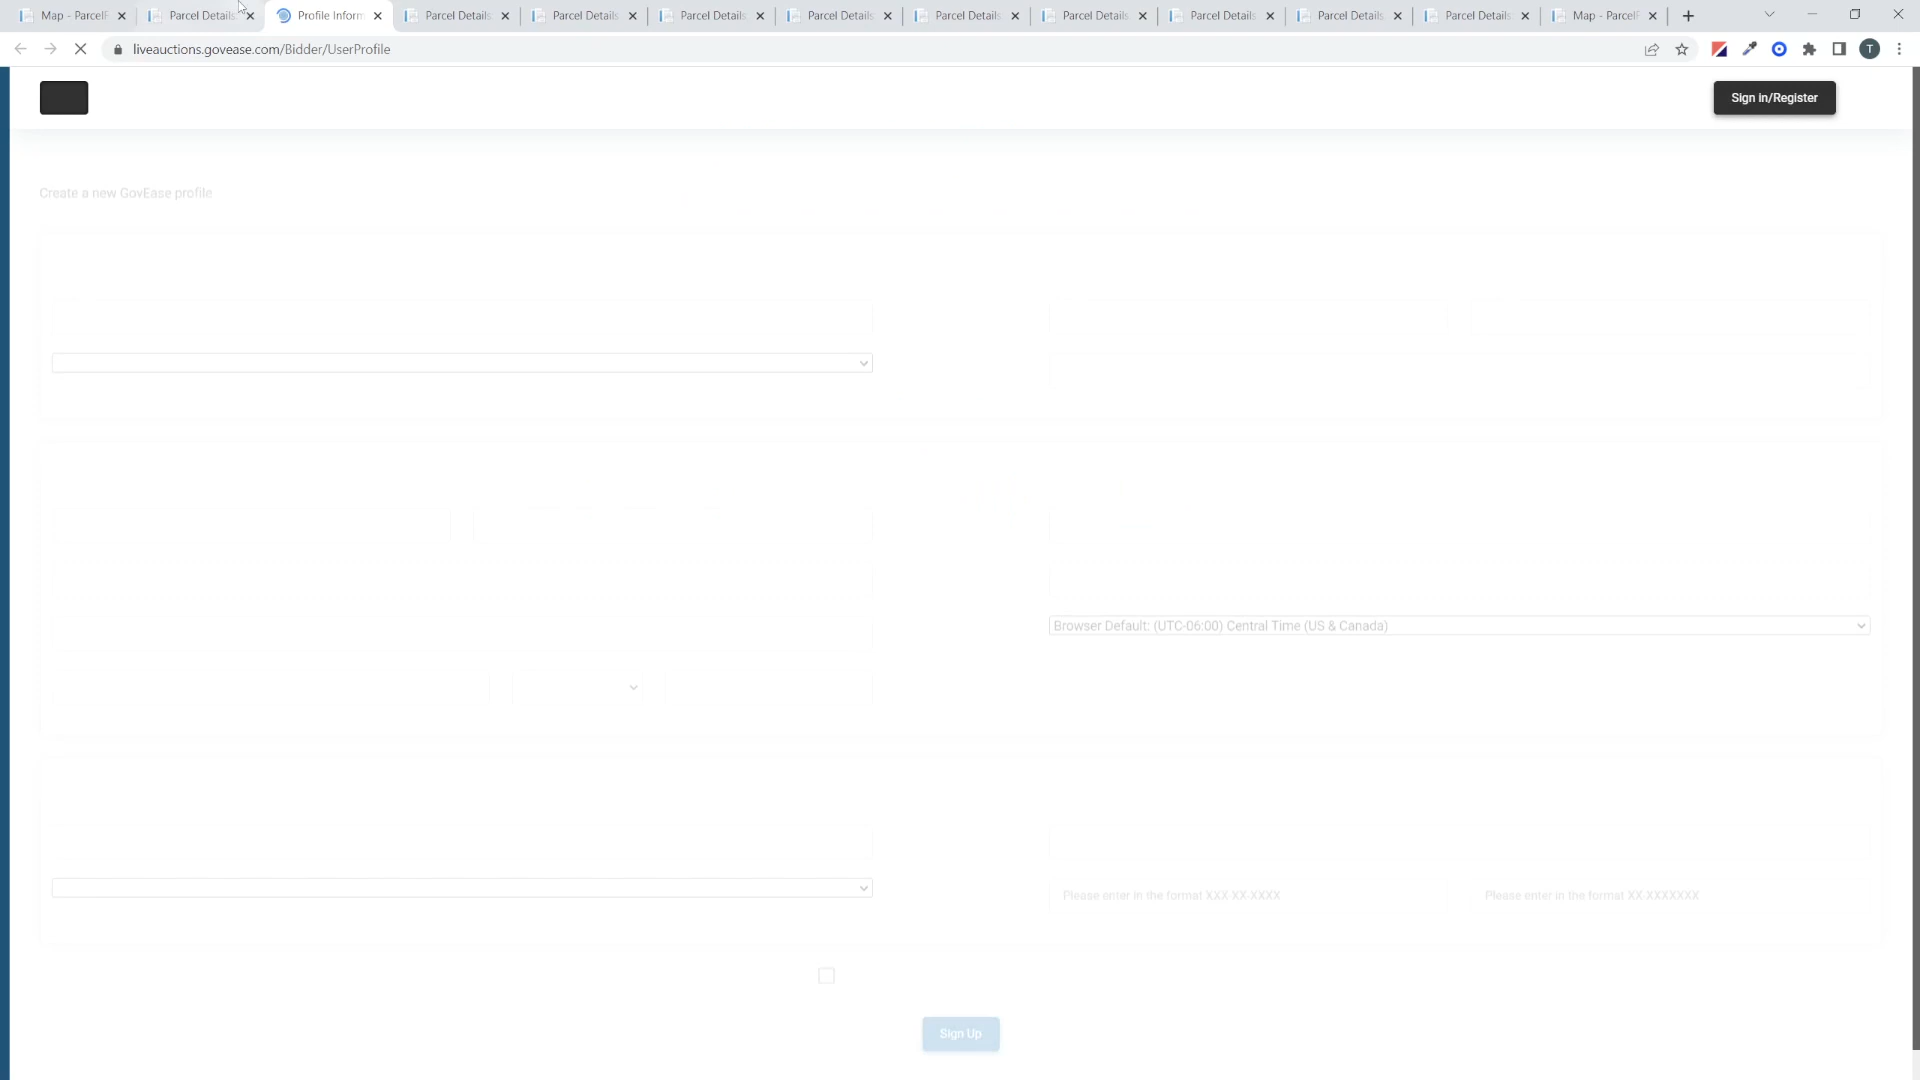 Map - ParcelF
Parcel Details
Profile Inform
Parcel Details
Parcel Details
Parcel Details
Parcel Details
Parcel Details
Parcel Details
Parcel Details
Parcel Details
Parcel Details
Map - ParcelF
liveauctions.govease.com/Bidder/UserProfile
T
Sign in/Register
Create a new GovEase profile
Browser Default: (UTC-06:00) Central Time (US & Canada)
Please enter in the format XXX-XX-XXXX
Please enter in the format XX-XXXXXXX
Sign Up